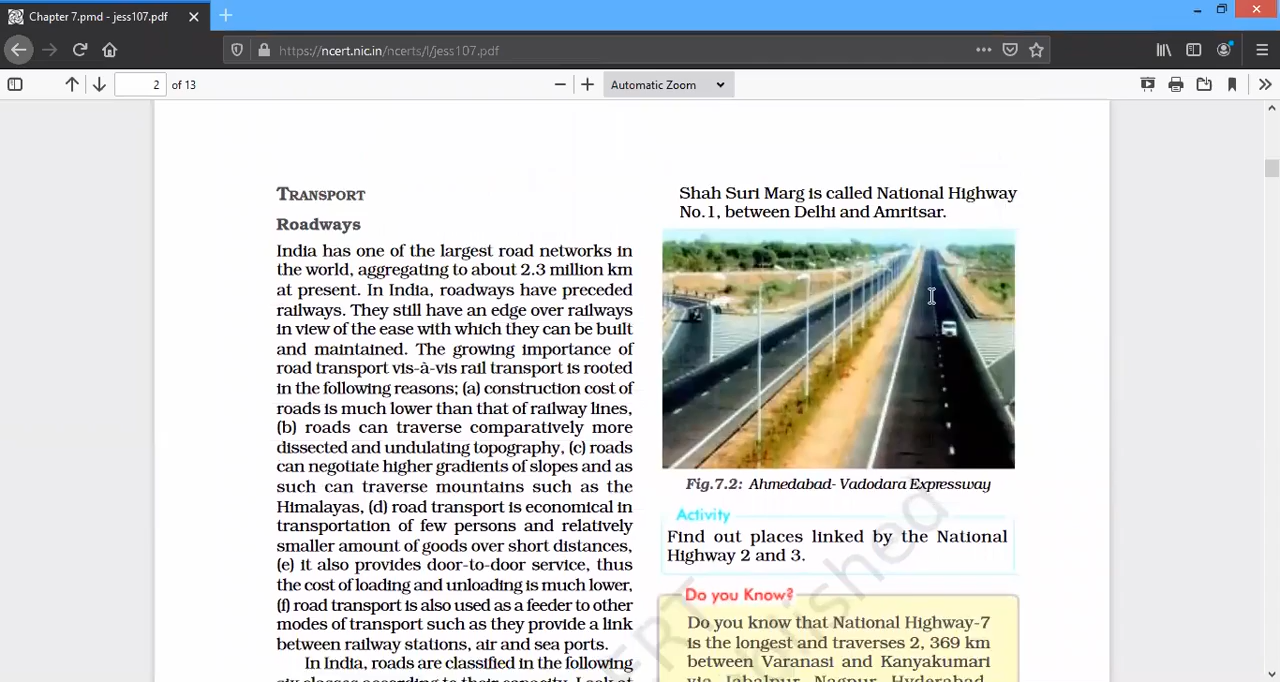 Chapter 7.pmd - jess107.pdf
https://ncert.nic.in/ncerts/l/jess107.pdf
2 of 13
Automatic Zoom
TRANSPORT
Roadways
India has one of the largest road networks in
the world, aggregating to about 2.3 million km
at present. In India, roadways have preceded
railways. They still have an edge over railways
in view of the ease with which they can be built
and maintained. The growing importance of
road transport vis-à-vis rail transport is rooted
in the following reasons; (a) construction cost of
roads is much lower than that of railway lines,
(b) roads can traverse comparatively more
dissected and undulating topography, (c) roads
can negotiate higher gradients of slopes and as
such can traverse mountains such as the
Himalayas, (d) road transport is economical in
transportation of few persons and relatively
smaller amount of goods over short distances,
(e) it also provides door-to-door service, thus
the cost of loading and unloading is much lower,
(f) road transport is also used as a feeder to other
modes of transport such as they provide a link
between railway stations, air and sea ports.
In India, roads are classified in the following
six classes according to their capacity. Look at
Shah Suri Marg is called National Highway
No.1, between Delhi and Amritsar.
Fig.7.2: Ahmedabad- Vadodara Expressway
Activity
Find out places linked by the National
Highway 2 and 3.
Do you Know?
Do you know that National Highway-7
is the longest and traverses 2, 369 km
between Varanasi and Kanyakumari
via Jabalpur, Nagpur, Hyderabad,